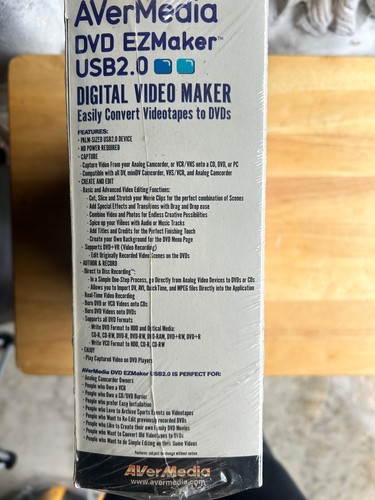 AVerMedia
DVD EZMaker™
USB2.0
DIGITAL VIDEO MAKER
Easily Convert Videotapes to DVDs
FEATURES:
• PALM-SIZED USB2.0 DEVICE
• NO POWER REQUIRED
• CAPTURE
-Capture Video From your Analog Camcorder, or VCR/VHS onto a CD, DVD, or PC
-Compatible with all DV, miniDV Camcorder, VHS/VCR, and Analog Camcorder
• CREATE AND EDIT
-Basic and Advanced Video Editing Functions:
- Cut, Slice and Stretch your Movie Clips for the perfect combination of Scenes
- Add Special Effects and Transitions with Drag and Drop ease
- Combine Video and Photos for Endless Creative Possibilities
- Spice up your Videos with Audio or Music Tracks
- Add Titles and Credits for the Perfect Finishing Touch
- Create your Own Background for the DVD Menu Page
- Supports DVD+VR (Video Recording)
- Edit Originally Recorded Video Scenes on the DVDs
• AUTHOR & RECORD
-Direct to Disc Recording™:
- In a Simple One-Step Process, go Directly from Analog Video Devices to DVDs or CDs
- Allows you to Import DV, AVI, QuickTime, and MPEG files Directly into the Application
-Real-Time Video Recording
-Burn DVD or VCR Videos onto CDs
-Burn DVD Videos onto DVDs
-Supports all DVD Formats
- Write DVD Format to HDD and Optical Media:
CD-R, CD-RW, DVD-R, DVD-RW, DVD-RAM, DVD+RW, DVD+R
- Write VCD Format to HDD, CD-R, CD-RW
• ENJOY
-Play Captured Video on DVD Players
AVerMedia DVD EZMaker USB2.0 IS PERFECT FOR:
• Analog Camcorder Owners
• People who Own a VCR
• People who Own a CD/DVD Burner
• People who prefer Easy Installation
• People who Love to Archive Sports Events on Videotapes
• People who Want to Re-Edit previously recorded DVDs
• People who Like to Create their own Family DVD Movies
• People who Want to Convert Old Videotapes to DVDs
• People who Want to do Simple Editing on their Game Videos
Features subject to change without notice.
AVerMedia
www.avermedia.com